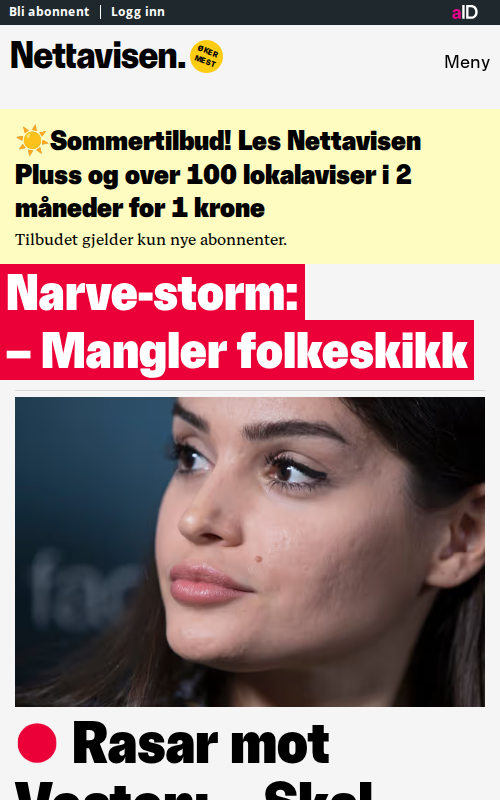 Bli abonnent | Logg inn
aID
Nettavisen.
ØKER
MEST
Meny
☀️Sommertilbud! Les Nettavisen
Pluss og over 100 lokalaviser i 2
måneder for 1 krone
Tilbudet gjelder kun nye abonnenter.
Narve-storm:
– Mangler folkeskikk
fac
Rasar mot